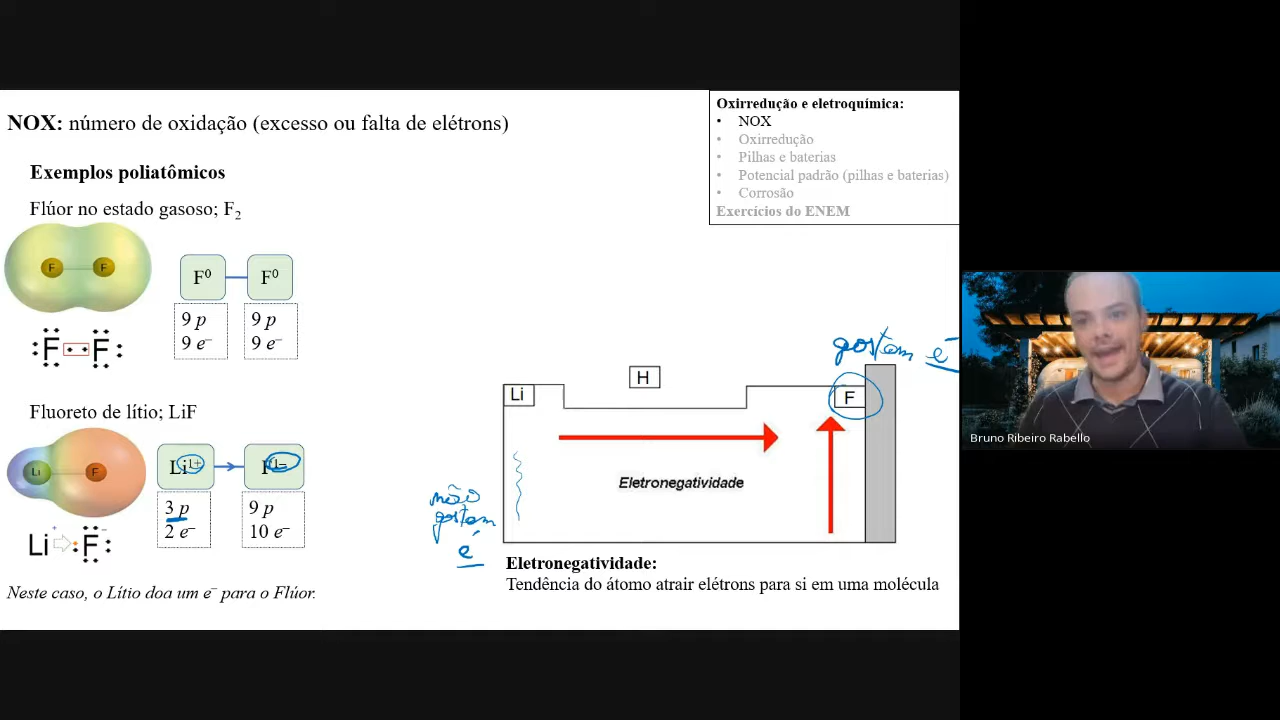 NOX: número de oxidação (excesso ou falta de elétrons)
Exemplos poliatômicos
Flúor no estado gasoso; F₂
F F
F⁰ F⁰
9 p 9 p
9 e⁻ 9 e⁻
F F
Fluoreto de lítio; LiF
Li F
Li¹⁺ F¹⁻
3 p 9 p
2 e⁻ 10 e⁻
Li⁺ F⁻
Neste caso, o Lítio doa um e⁻ para o Flúor.
Oxirredução e eletroquímica:
• NOX
• Oxirredução
• Pilhas e baterias
• Potencial padrão (pilhas e baterias)
• Corrosão
Exercícios do ENEM
gostam e⁻
H
Li F
Eletronegatividade
não
gostam
e⁻
Eletronegatividade:
Tendência do átomo atrair elétrons para si em uma molécula
Bruno Ribeiro Rabello